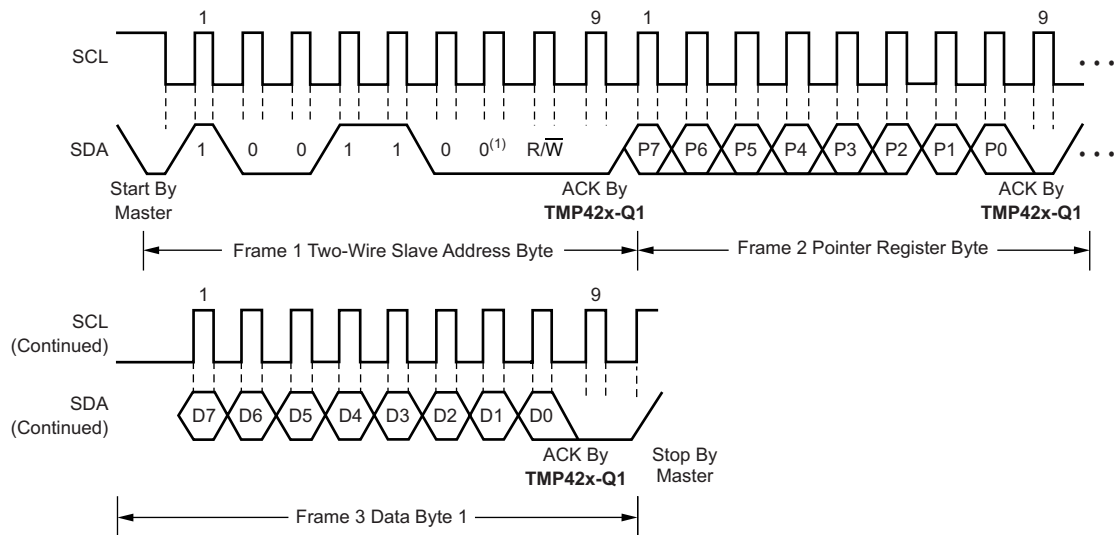 1 9 1 9
SCL
...
SDA 1 0 0 1 1 0 0(1) R/W̅ P7 P6 P5 P4 P3 P2 P1 P0 ...
Start By ACK By ACK By
Master TMP42x-Q1 TMP42x-Q1
Frame 1 Two-Wire Slave Address Byte Frame 2 Pointer Register Byte
1 9
SCL
(Continued)
SDA D7 D6 D5 D4 D3 D2 D1 D0
(Continued)
ACK By Stop By
TMP42x-Q1 Master
Frame 3 Data Byte 1